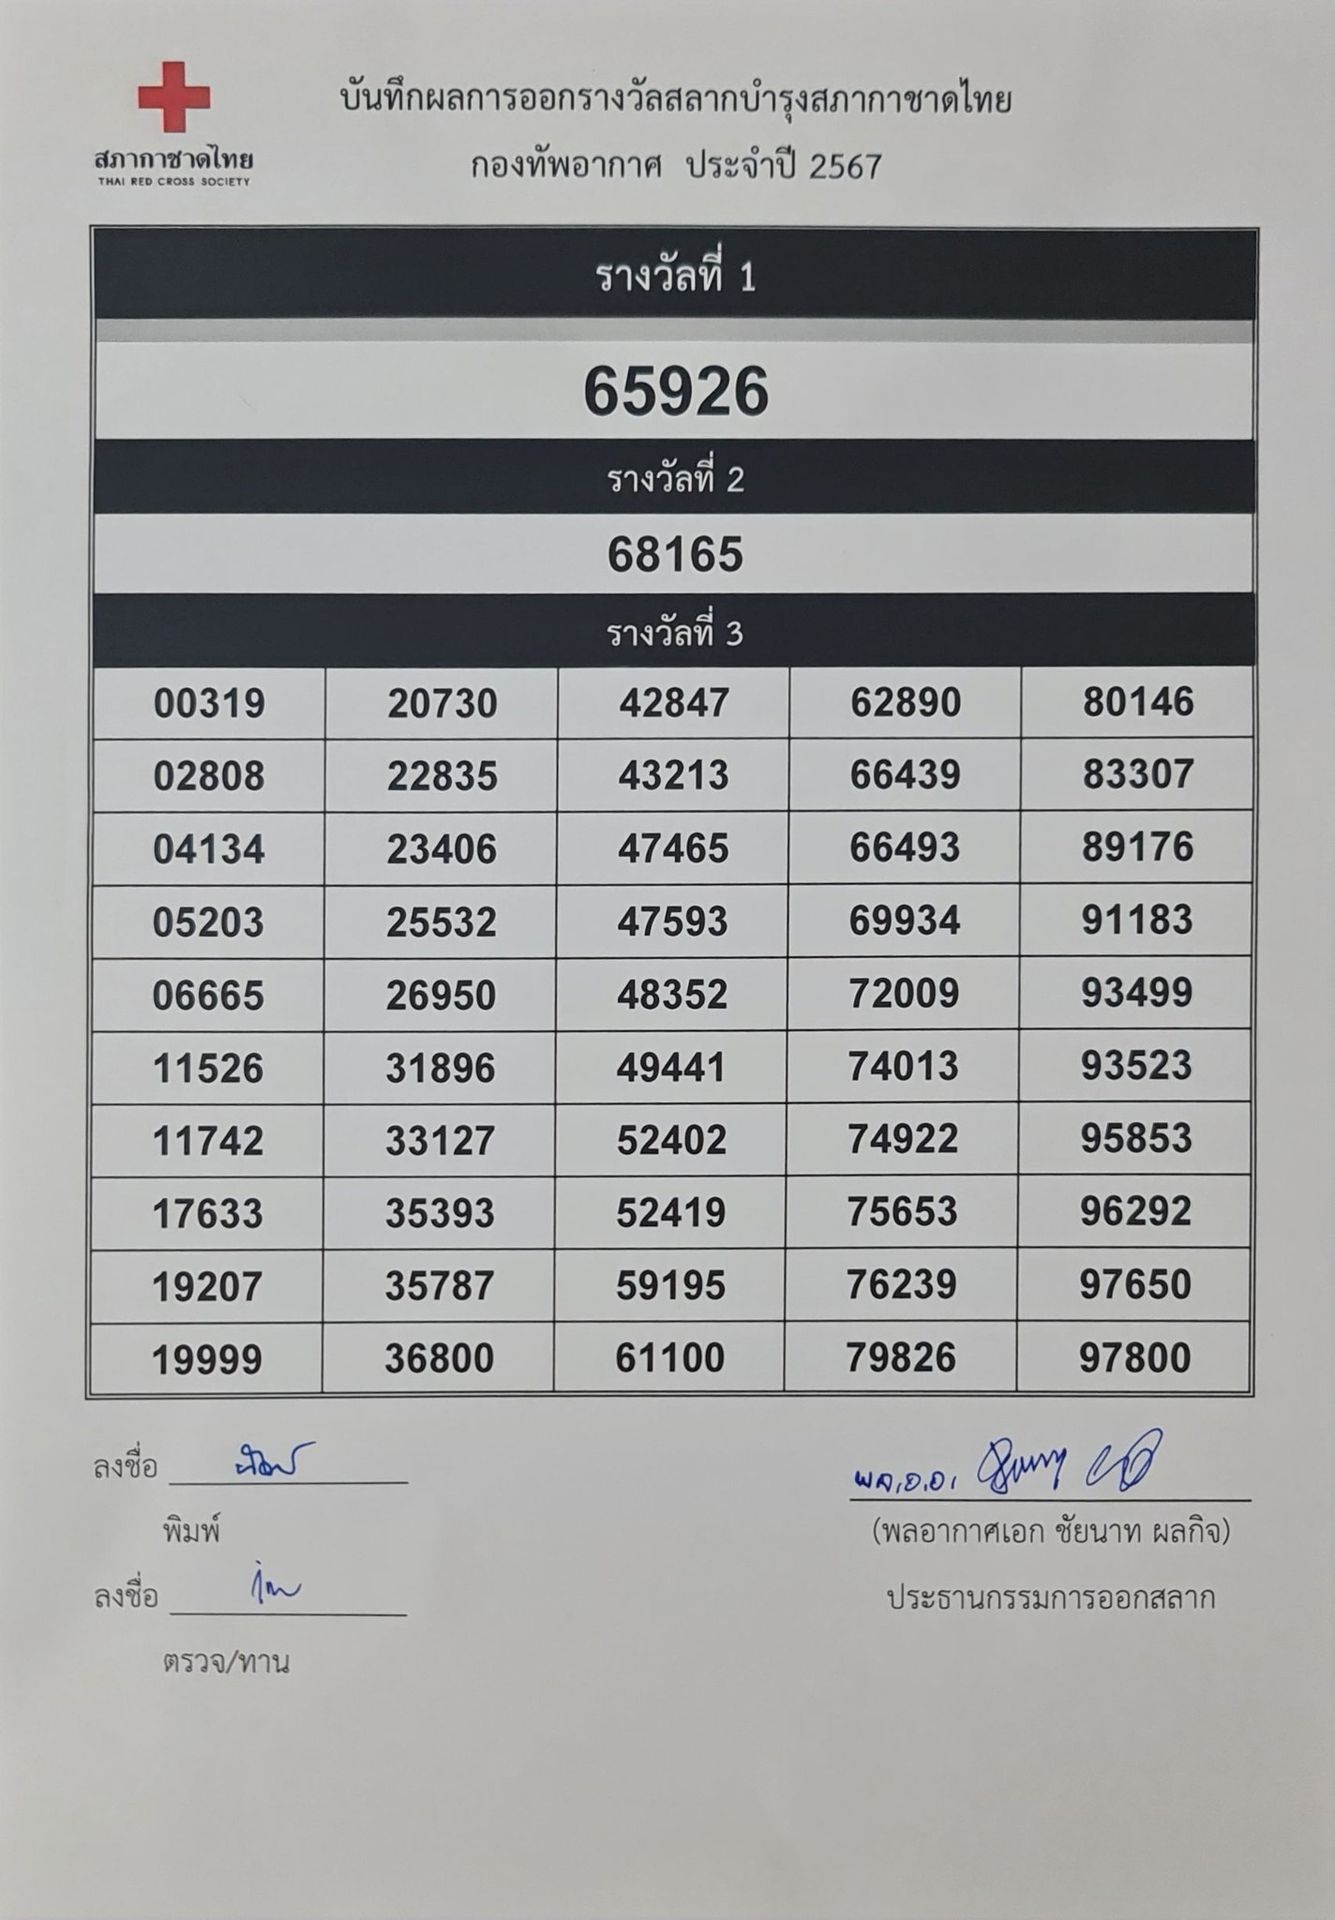 สภากาชาดไทย
THAI RED CROSS SOCIETY
บันทึกผลการออกรางวัลสลากบำรุงสภากาชาดไทย
กองทัพอากาศ ประจำปี 2567
รางวัลที่ 1
65926
รางวัลที่ 2
68165
รางวัลที่ 3
00319 20730 42847 62890 80146
02808 22835 43213 66439 83307
04134 23406 47465 66493 89176
05203 25532 47593 69934 91183
06665 26950 48352 72009 93499
11526 31896 49441 74013 93523
11742 33127 52402 74922 95853
17633 35393 52419 75653 96292
19207 35787 59195 76239 97650
19999 36800 61100 79826 97800
ลงชื่อ
พิมพ์
ลงชื่อ
ตรวจ/ทาน
พล.อ.อ.
(พลอากาศเอก ชัยนาท ผลกิจ)
ประธานกรรมการออกสลาก